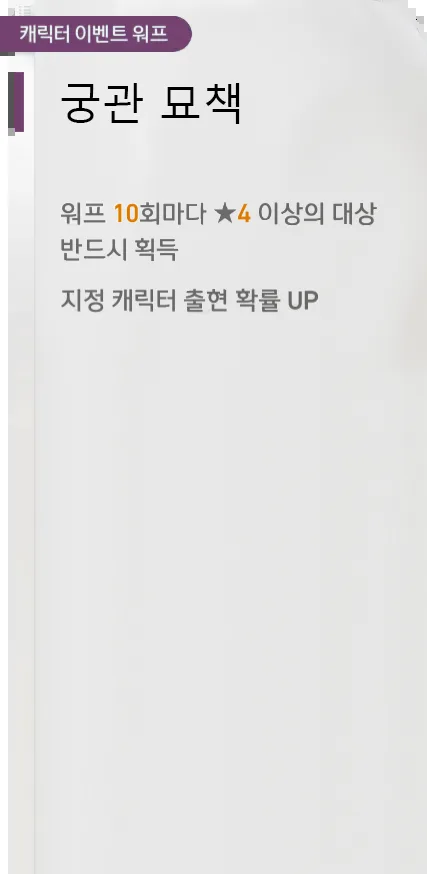 캐릭터 이벤트 워프
궁관 묘책
워프 10회마다 ★4 이상의 대상
반드시 획득
지정 캐릭터 출현 확률 UP